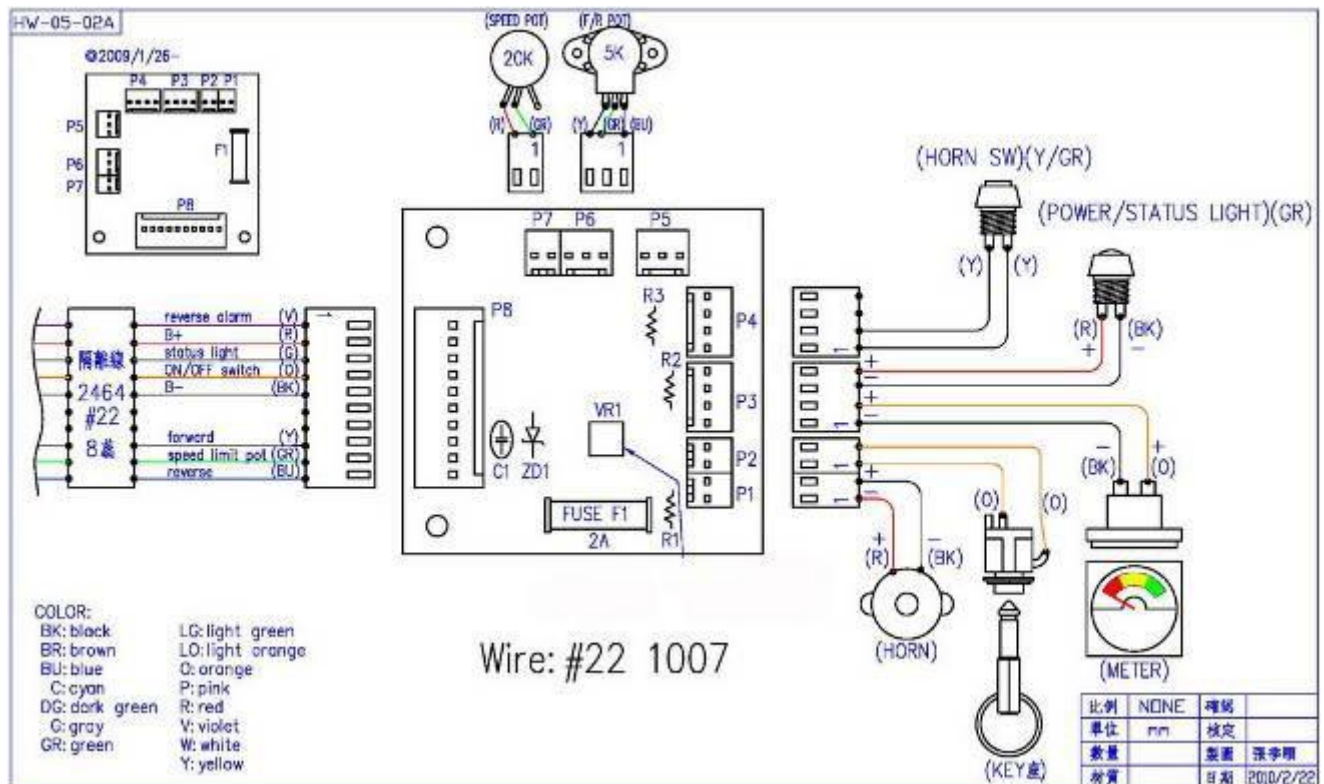 HW-05-02A
@2009/1/26-
P4 P3 P2 P1
P5
P6
P7
F1
P8
(SPEED POT)
20K
(R) (GR)
1
(F/R POT)
5K
(Y) (GR) (BU)
1
(HORN SW)(Y/GR)
(Y) (Y)
(POWER/STATUS LIGHT)(GR)
(R) (BK)
+ -
P7 P6 P5
P8
R3
P4
R2
P3
VR1
P2
C1 ZD1
P1
FUSE F1
2A
R1
隔離線
2464
#22
8蕊
reverse alarm (V)
B+ (R)
status light (G)
ON/OFF switch (O)
B- (BK)
forward (Y)
speed limit pot (GR)
reverse (BU)
1
1
+
-
+
-
1
+
-
1
- +
(BK) (O)
(O) (O)
+ -
(R) (BK)
(HORN)
(METER)
(KEY座)
COLOR:
BK: black
BR: brown
BU: blue
C: cyan
DG: dark green
G: gray
GR: green
LG: light green
LO: light orange
O: orange
P: pink
R: red
V: violet
W: white
Y: yellow
Wire: #22 1007
比例 NONE 確認
單位 mm 核定
數量 製圖
材質 日期 2010/2/22